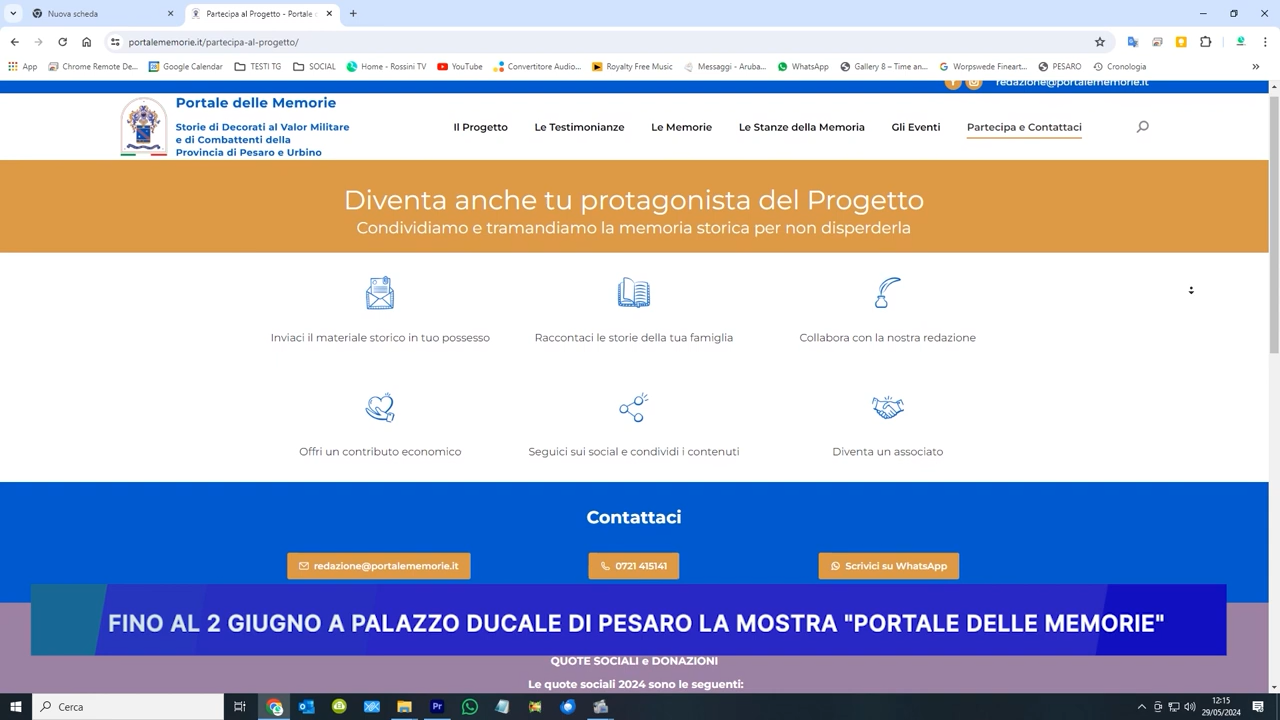 Nuova scheda
Partecipa al Progetto - Portale d
portalememorie.it/partecipa-al-progetto/
App
Chrome Remote De...
Google Calendar
TESTI TG
SOCIAL
Home - Rossini TV
YouTube
Convertitore Audio...
Royalty Free Music
Messaggi - Aruba...
WhatsApp
Gallery 8 – Time an...
Worpswede Fineart...
PESARO
Cronologia
redazione@portalememorie.it
Portale delle Memorie
Storie di Decorati al Valor Militare
e di Combattenti della
Provincia di Pesaro e Urbino
Il Progetto
Le Testimonianze
Le Memorie
Le Stanze della Memoria
Gli Eventi
Partecipa e Contattaci
Diventa anche tu protagonista del Progetto
Condividiamo e tramandiamo la memoria storica per non disperderla
Inviaci il materiale storico in tuo possesso
Raccontaci le storie della tua famiglia
Collabora con la nostra redazione
Offri un contributo economico
Seguici sui social e condividi i contenuti
Diventa un associato
Contattaci
redazione@portalememorie.it
0721 415141
Scrivici su WhatsApp
FINO AL 2 GIUGNO A PALAZZO DUCALE DI PESARO LA MOSTRA "PORTALE DELLE MEMORIE"
QUOTE SOCIALI e DONAZIONI
Le quote sociali 2024 sono le seguenti:
Cerca
Pr
12:15
29/05/2024